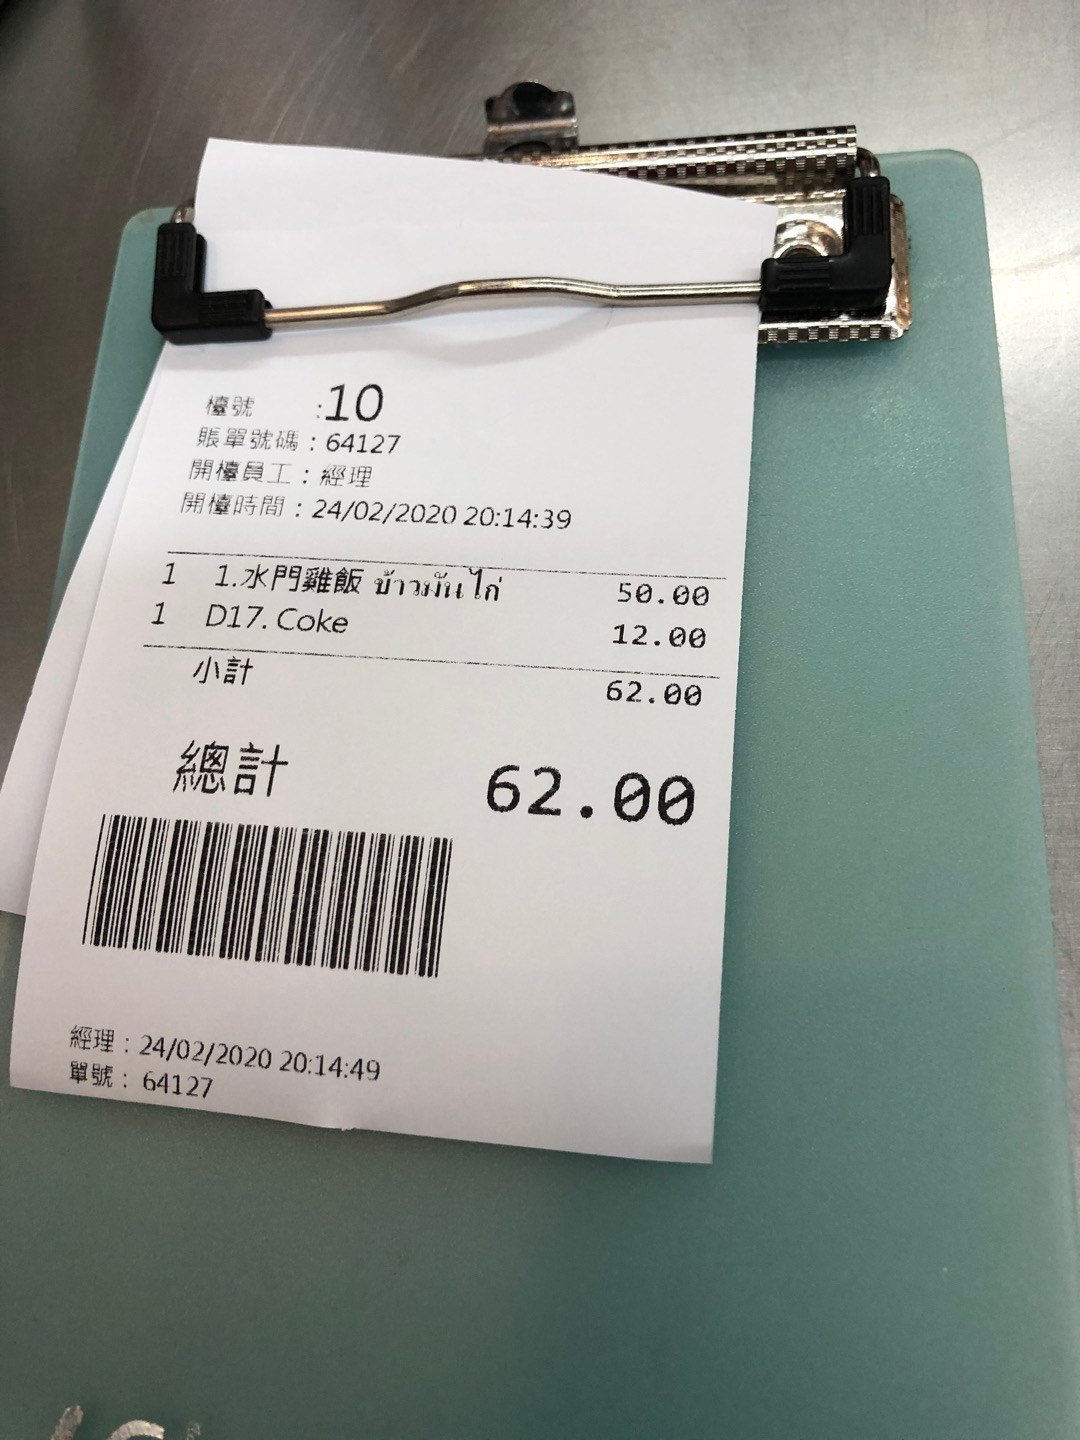 檯號 :10
賬單號碼：64127
開檯員工：經理
開檯時間：24/02/2020 20:14:39
1 1.水門雞飯 ข้าวมันไก่ 50.00
1 D17. Coke 12.00
小計 62.00
總計 62.00
經理：24/02/2020 20:14:49
單號：64127